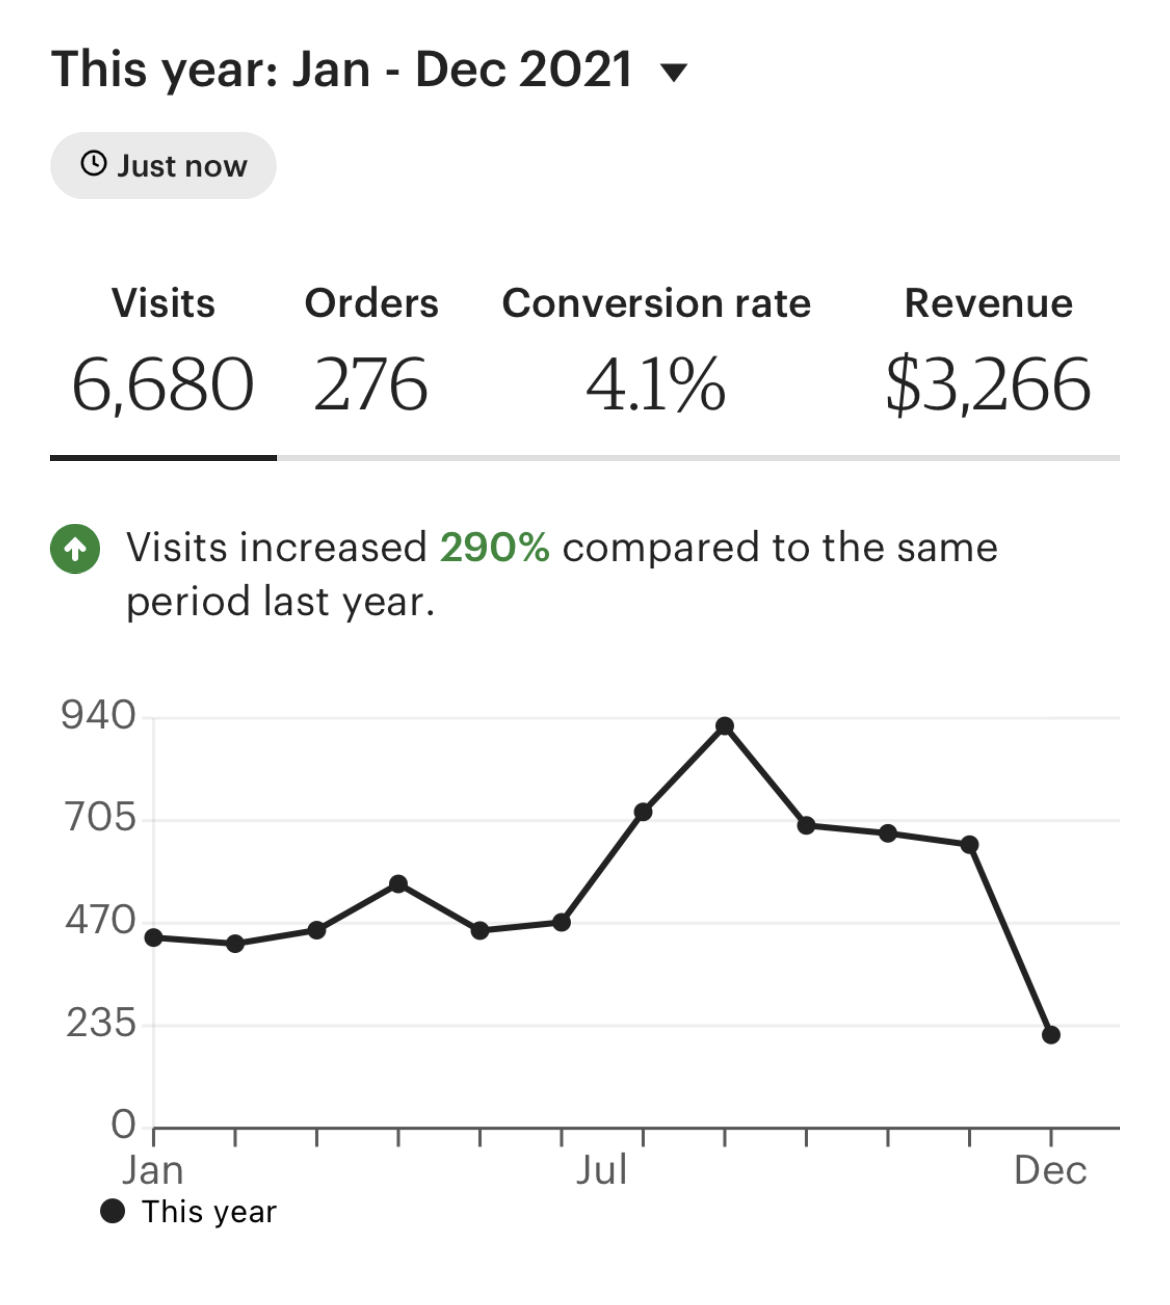 This year: Jan - Dec 2021
Just now
Visits Orders Conversion rate Revenue
6,680 276 4.1% $3,266
Visits increased 290% compared to the same
period last year.
940
705
470
235
0
Jan Jul Dec
This year